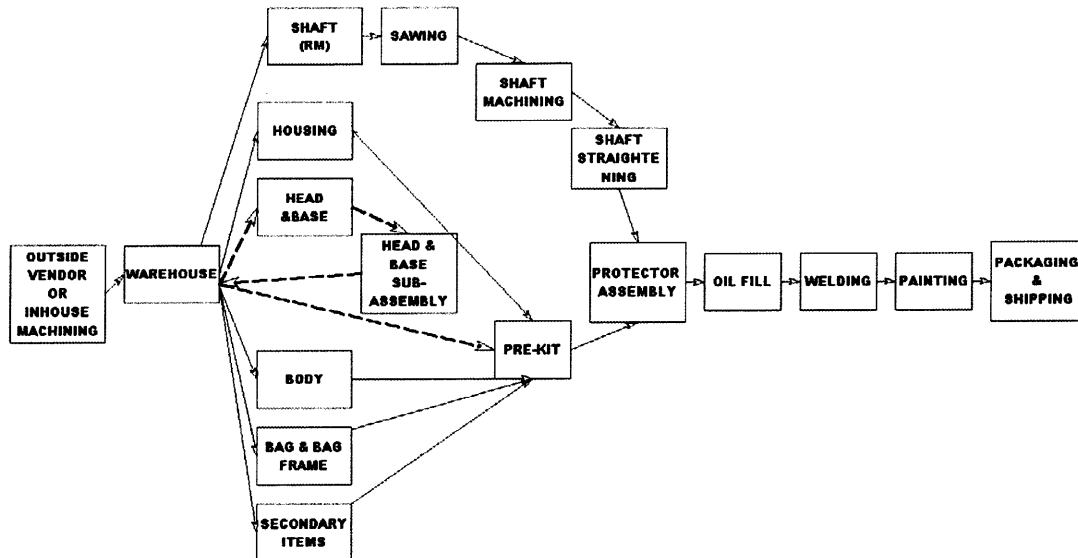 SHAFT
(RM)
SAWING
SHAFT
MACHINING
HOUSING
SHAFT
STRAIGHTE
NING
HEAD
&BASE
OUTSIDE
VENDOR
OR
INHOUSE
MACHINING
WAREHOUSE
HEAD &
BASE
SUB-
ASSEMBLY
PROTECTOR
ASSEMBLY
OIL FILL
WELDING
PAINTING
PACKAGING
&
SHIPPING
PRE-KIT
BODY
BAG & BAG
FRAME
SECONDARY
ITEMS